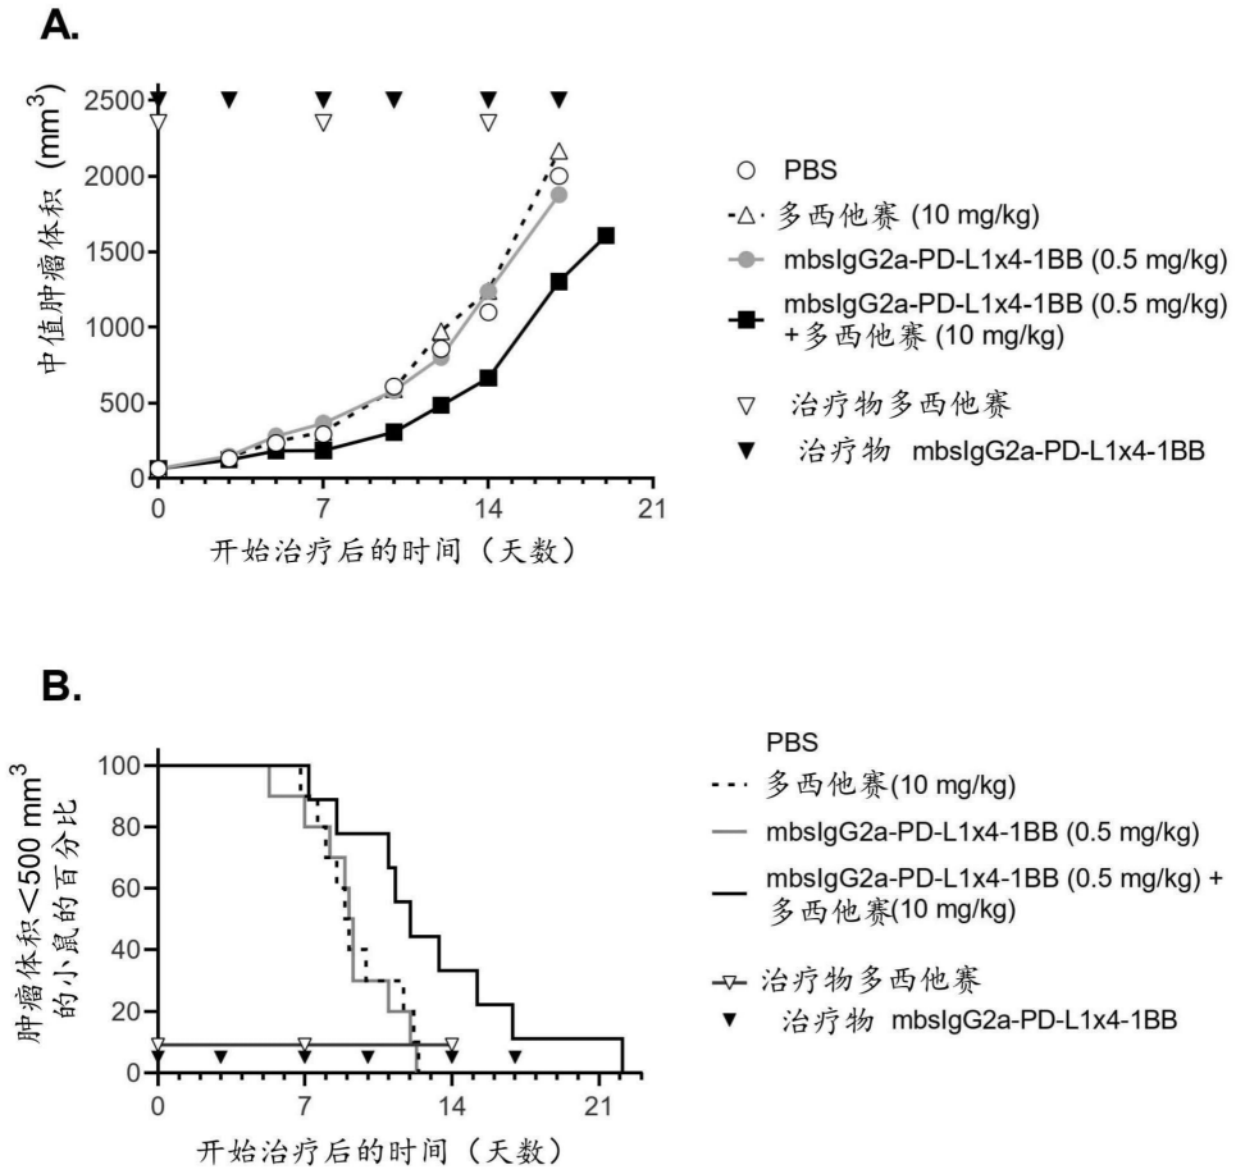 A.
中值肿瘤体积 (mm³)
2500
2000
1500
1000
500
0
0 7 14 21
开始治疗后的时间（天数）
PBS
多西他赛 (10 mg/kg)
mbsIgG2a-PD-L1x4-1BB (0.5 mg/kg)
mbsIgG2a-PD-L1x4-1BB (0.5 mg/kg)
+多西他赛 (10 mg/kg)
治疗物多西他赛
治疗物 mbsIgG2a-PD-L1x4-1BB
B.
肿瘤体积＜500 mm³
的小鼠的百分比
100
80
60
40
20
0
0 7 14 21
开始治疗后的时间（天数）
PBS
多西他赛(10 mg/kg)
mbsIgG2a-PD-L1x4-1BB (0.5 mg/kg)
mbsIgG2a-PD-L1x4-1BB (0.5 mg/kg) +
多西他赛(10 mg/kg)
治疗物多西他赛
治疗物 mbsIgG2a-PD-L1x4-1BB